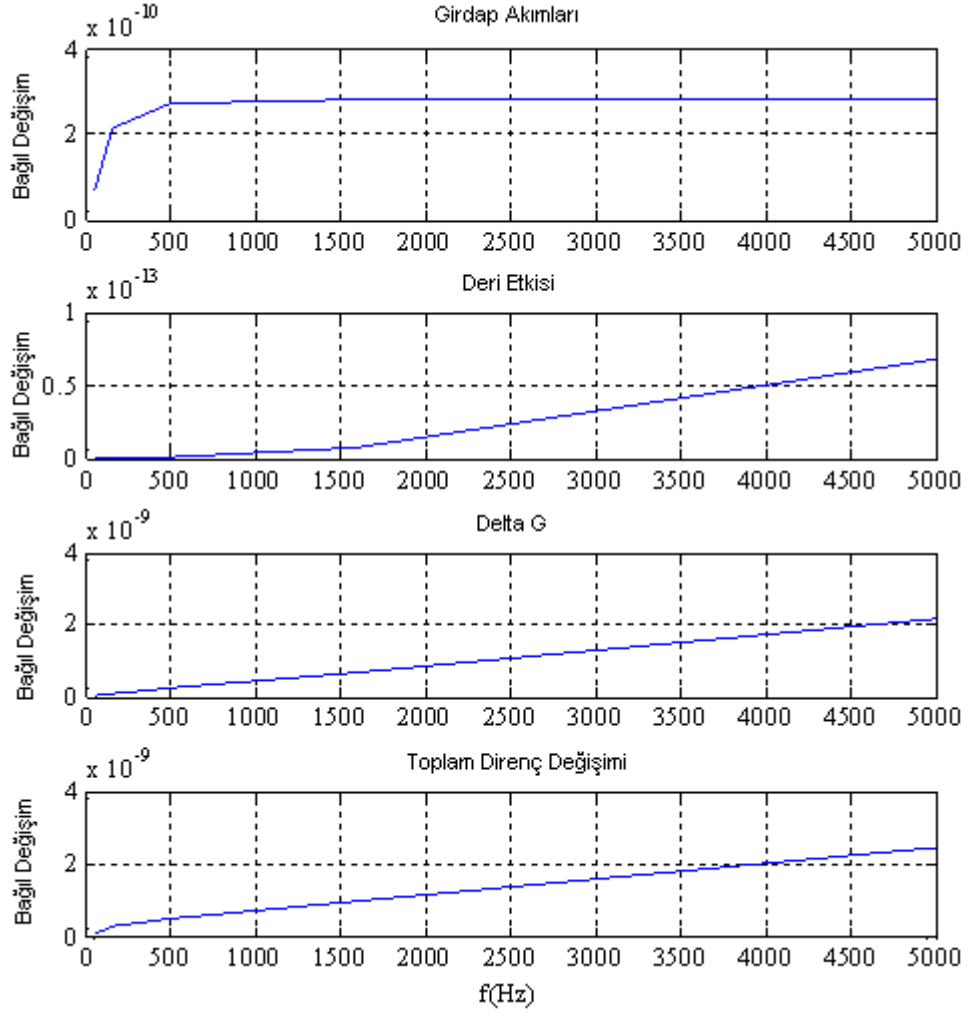 Girdap Akımları
x 10⁻¹⁰
Bağıl Değişim
4
2
0
0 500 1000 1500 2000 2500 3000 3500 4000 4500 5000
Deri Etkisi
x 10⁻¹³
Bağıl Değişim
1
0.5
0
0 500 1000 1500 2000 2500 3000 3500 4000 4500 5000
Delta G
x 10⁻⁹
Bağıl Değişim
4
2
0
0 500 1000 1500 2000 2500 3000 3500 4000 4500 5000
Toplam Direnç Değişimi
x 10⁻⁹
Bağıl Değişim
4
2
0
0 500 1000 1500 2000 2500 3000 3500 4000 4500 5000
f(Hz)